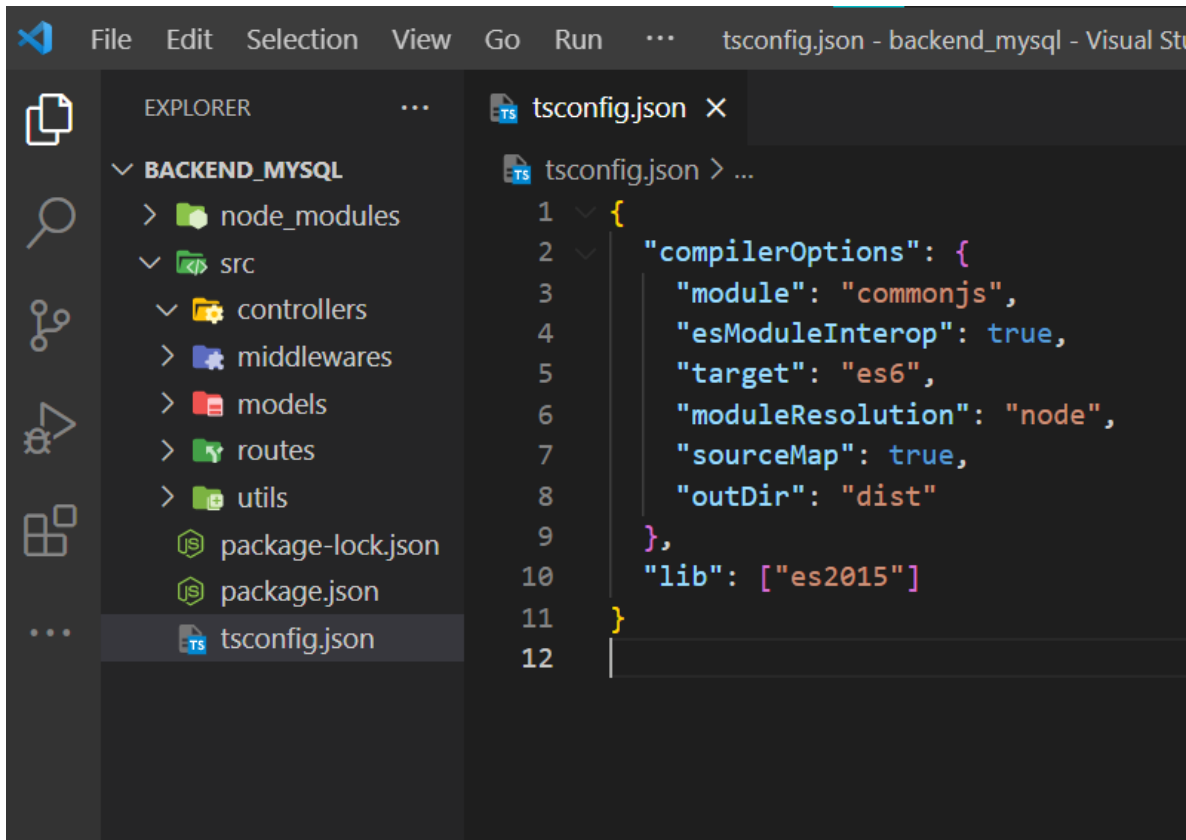 File Edit Selection View Go Run ··· tsconfig.json - backend_mysql - Visual
EXPLORER ···
BACKEND_MYSQL
node_modules
src
controllers
middlewares
models
routes
utils
package-lock.json
package.json
tsconfig.json
tsconfig.json ×
tsconfig.json > ...
1 {
2 "compilerOptions": {
3 "module": "commonjs",
4 "esModuleInterop": true,
5 "target": "es6",
6 "moduleResolution": "node",
7 "sourceMap": true,
8 "outDir": "dist"
9 },
10 "lib": ["es2015"]
11 }
12